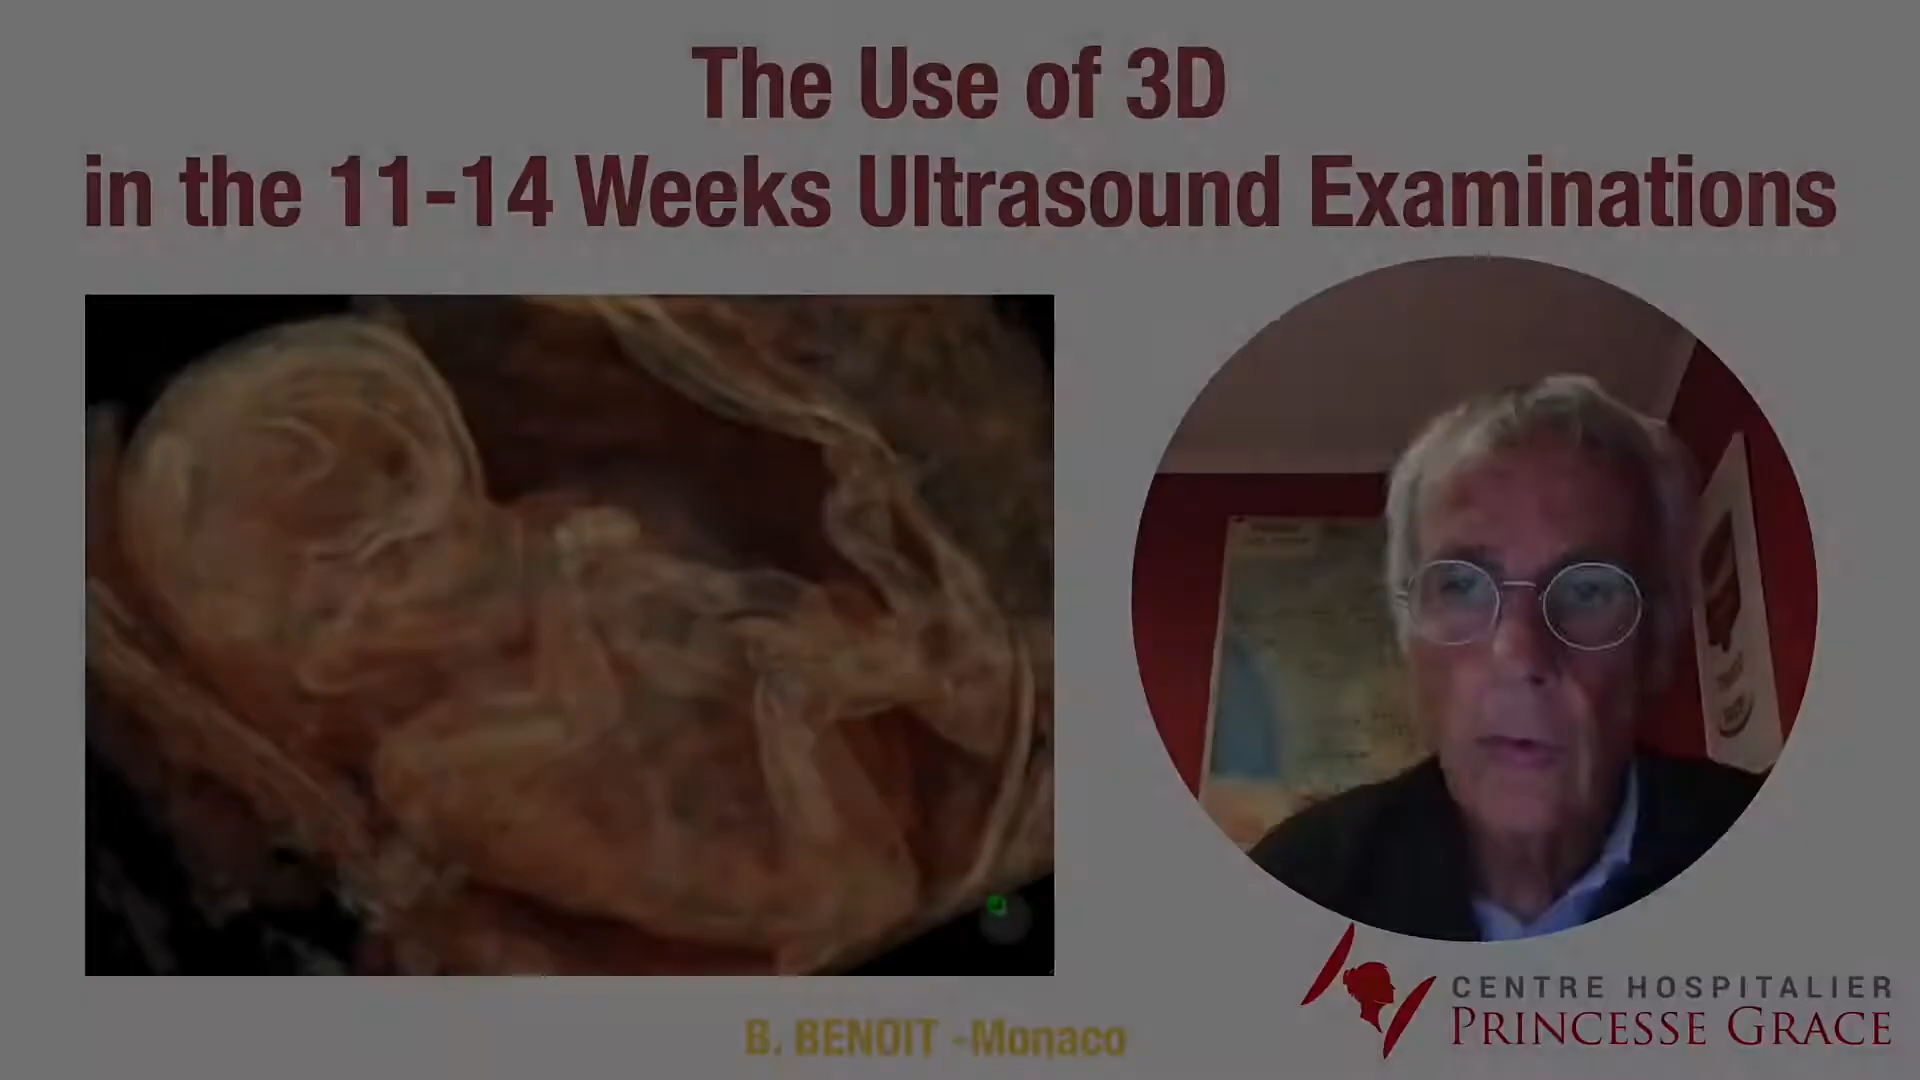 The Use of 3D
in the 11-14 Weeks Ultrasound Examinations
B. BENOIT -Monaco
CENTRE HOSPITALIER
PRINCESSE GRACE